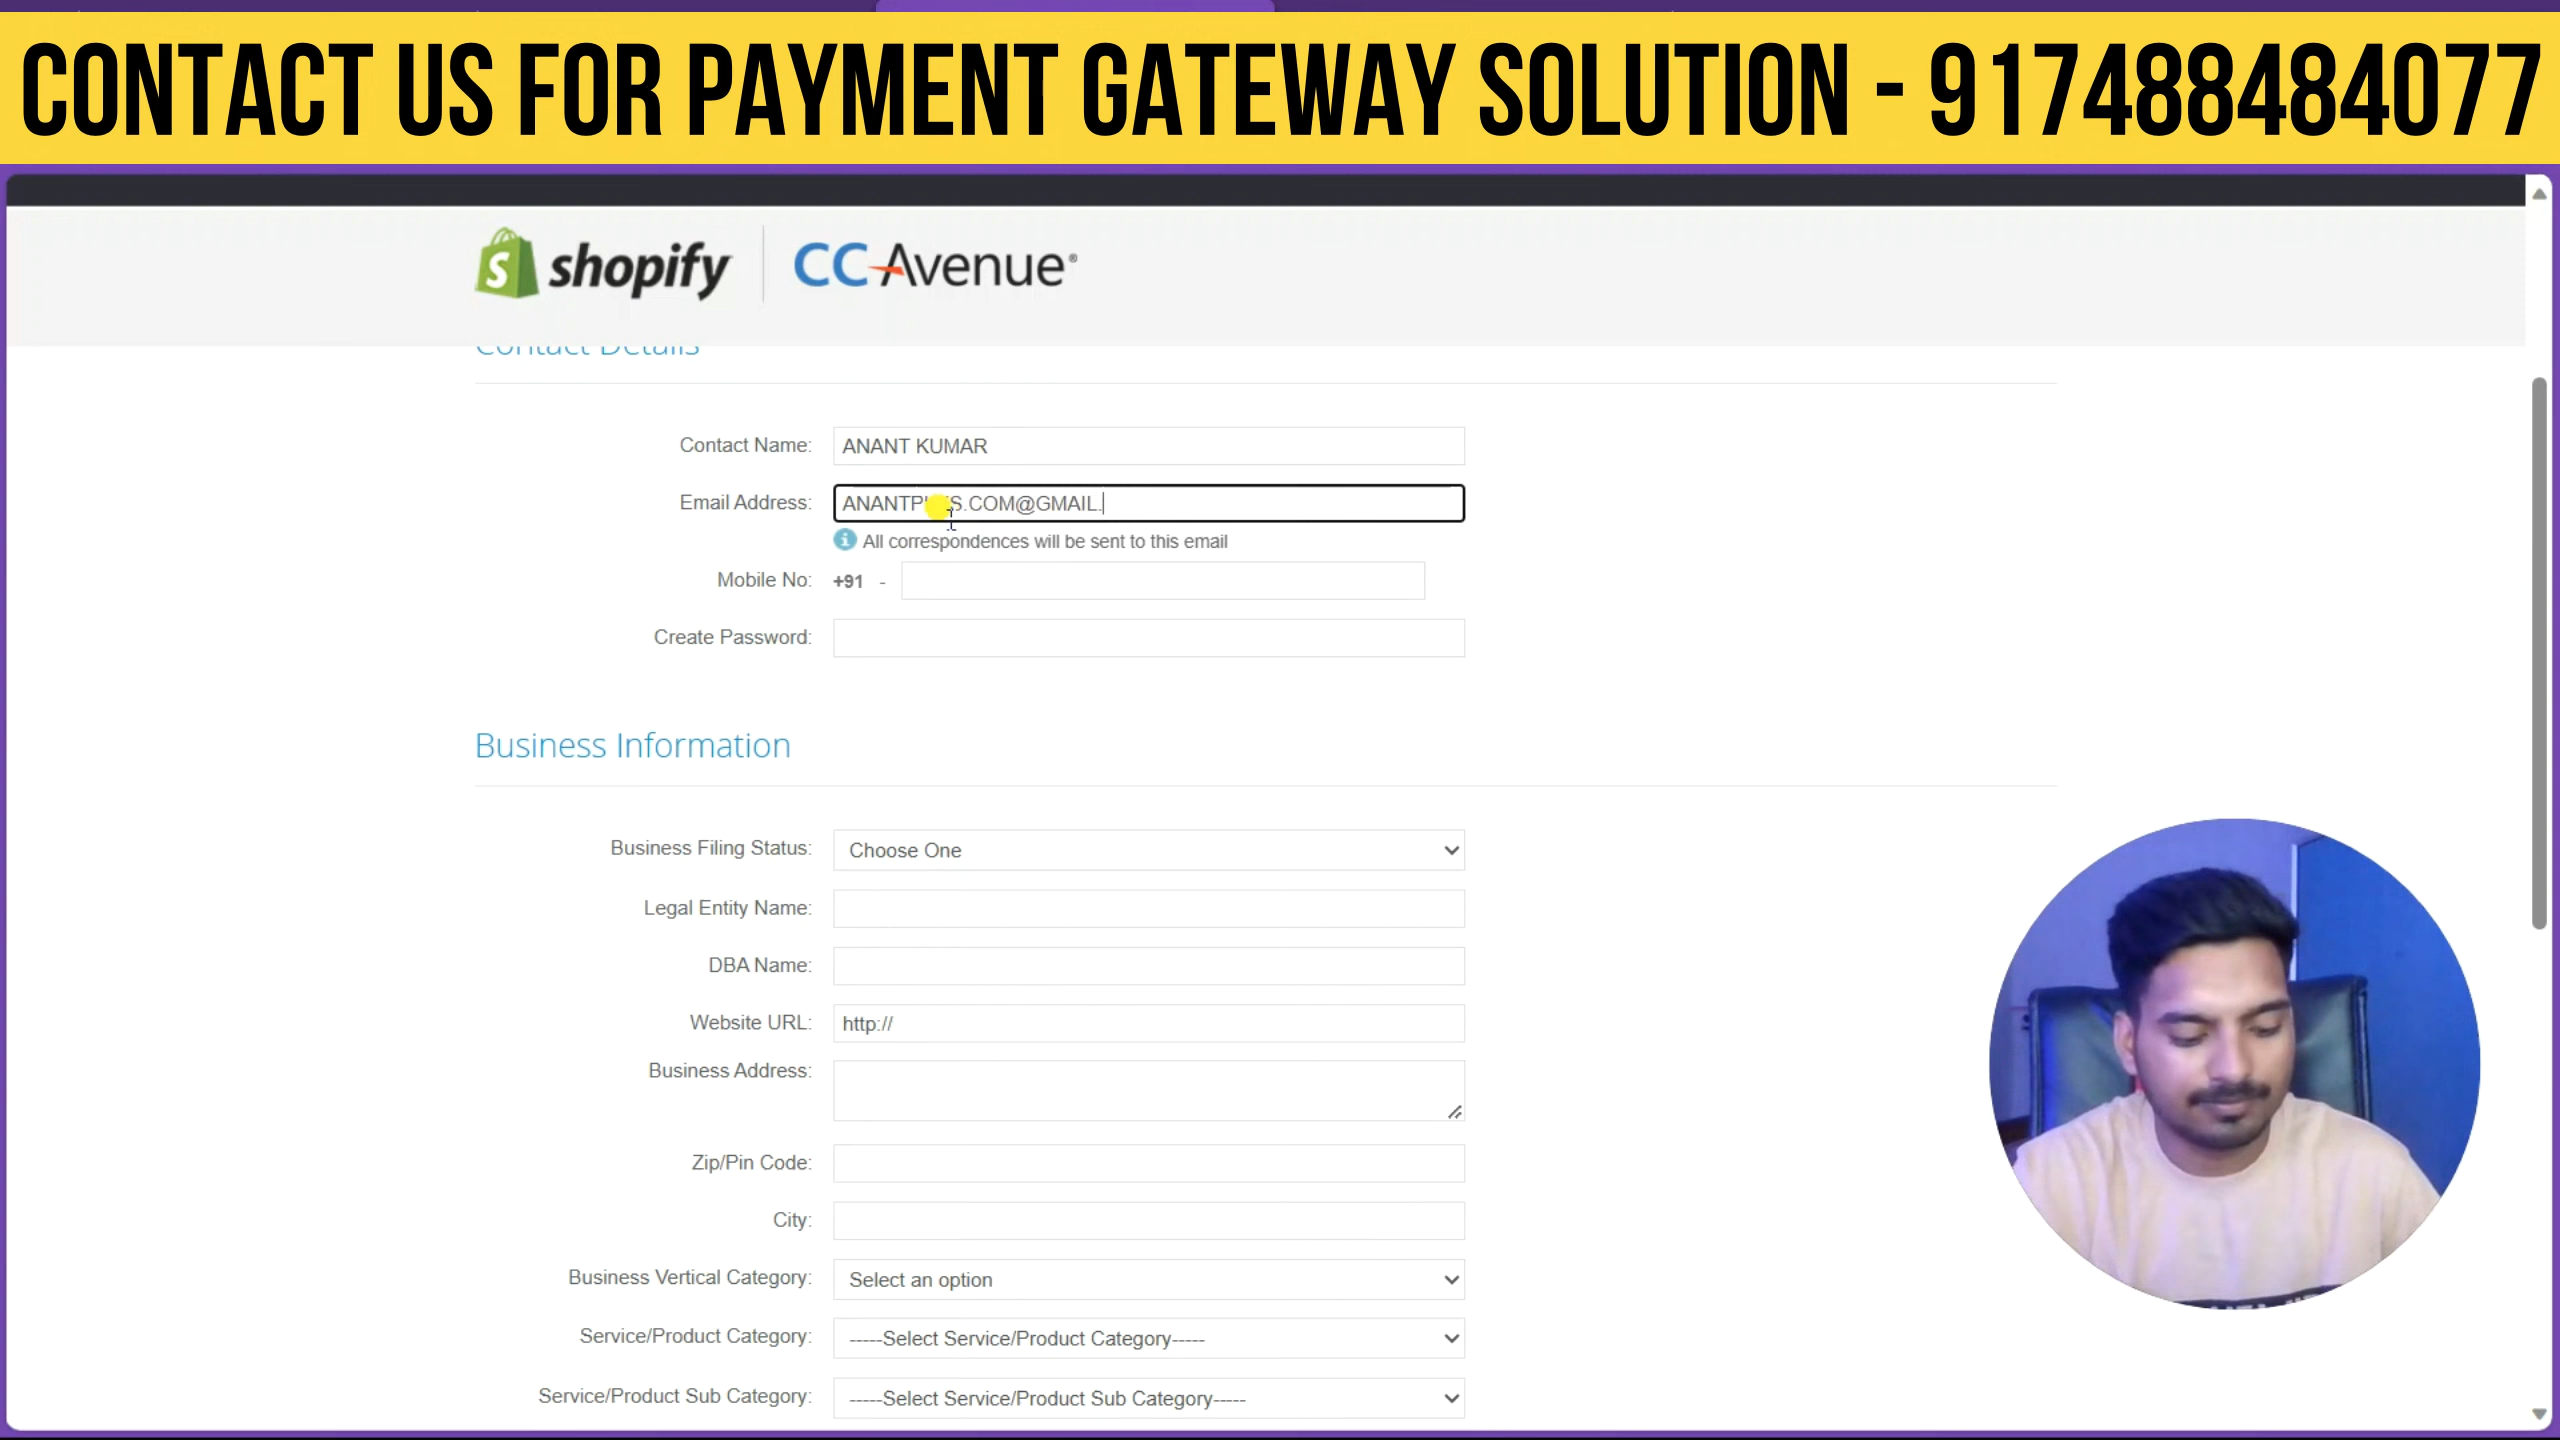 CONTACT US FOR PAYMENT GATEWAY SOLUTION - 917488484077
shopify CCAvenue®
Contact Details
Contact Name: ANANT KUMAR
Email Address:
All correspondences will be sent to this email
Mobile No: +91 -
Create Password:
Business Information
Business Filing Status: Choose One
Legal Entity Name:
DBA Name:
Website URL: http://
Business Address:
Zip/Pin Code:
City:
Business Vertical Category: Select an option
Service/Product Category: -----Select Service/Product Category-----
Service/Product Sub Category: -----Select Service/Product Sub Category-----